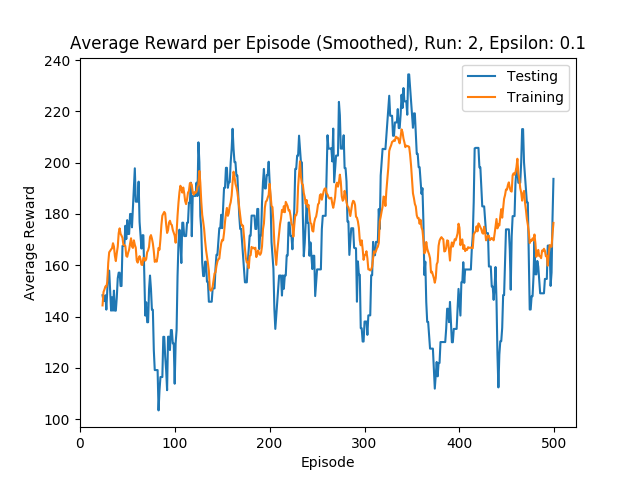 Average Reward per Episode (Smoothed), Run: 2, Epsilon: 0.1
Testing
Training
Average Reward
240
220
200
180
160
140
120
100
0 100 200 300 400 500
Episode